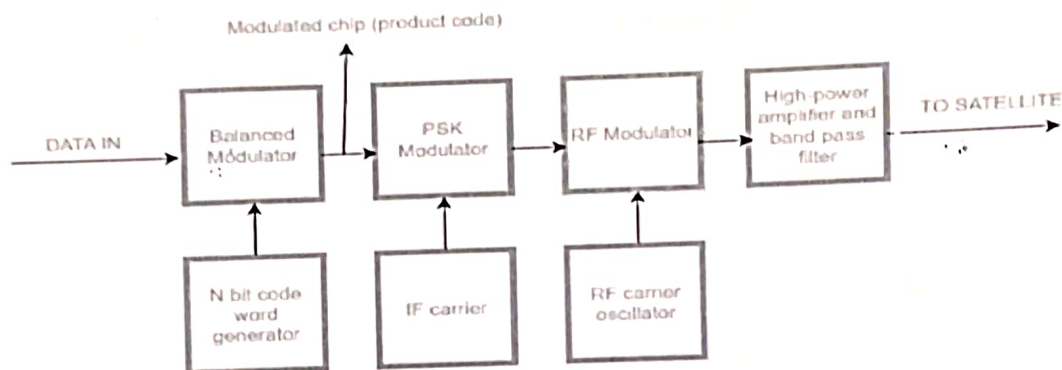 Modulated chip (product code)
DATA IN
Balanced
Modulator
PSK
Modulator
RF Modulator
High-power
amplifier and
band pass
filter
TO SATELLITE
N bit code
word
generator
IF carrier
RF carrier
oscillator